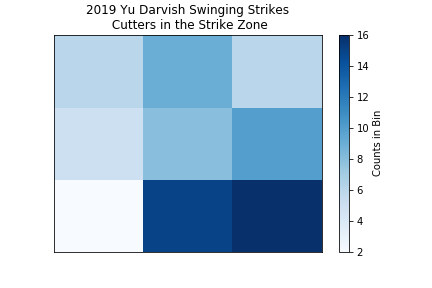 2019 Yu Darvish Swinging Strikes
Cutters in the Strike Zone
16
14
12
10
8
6
4
2
Counts in Bin